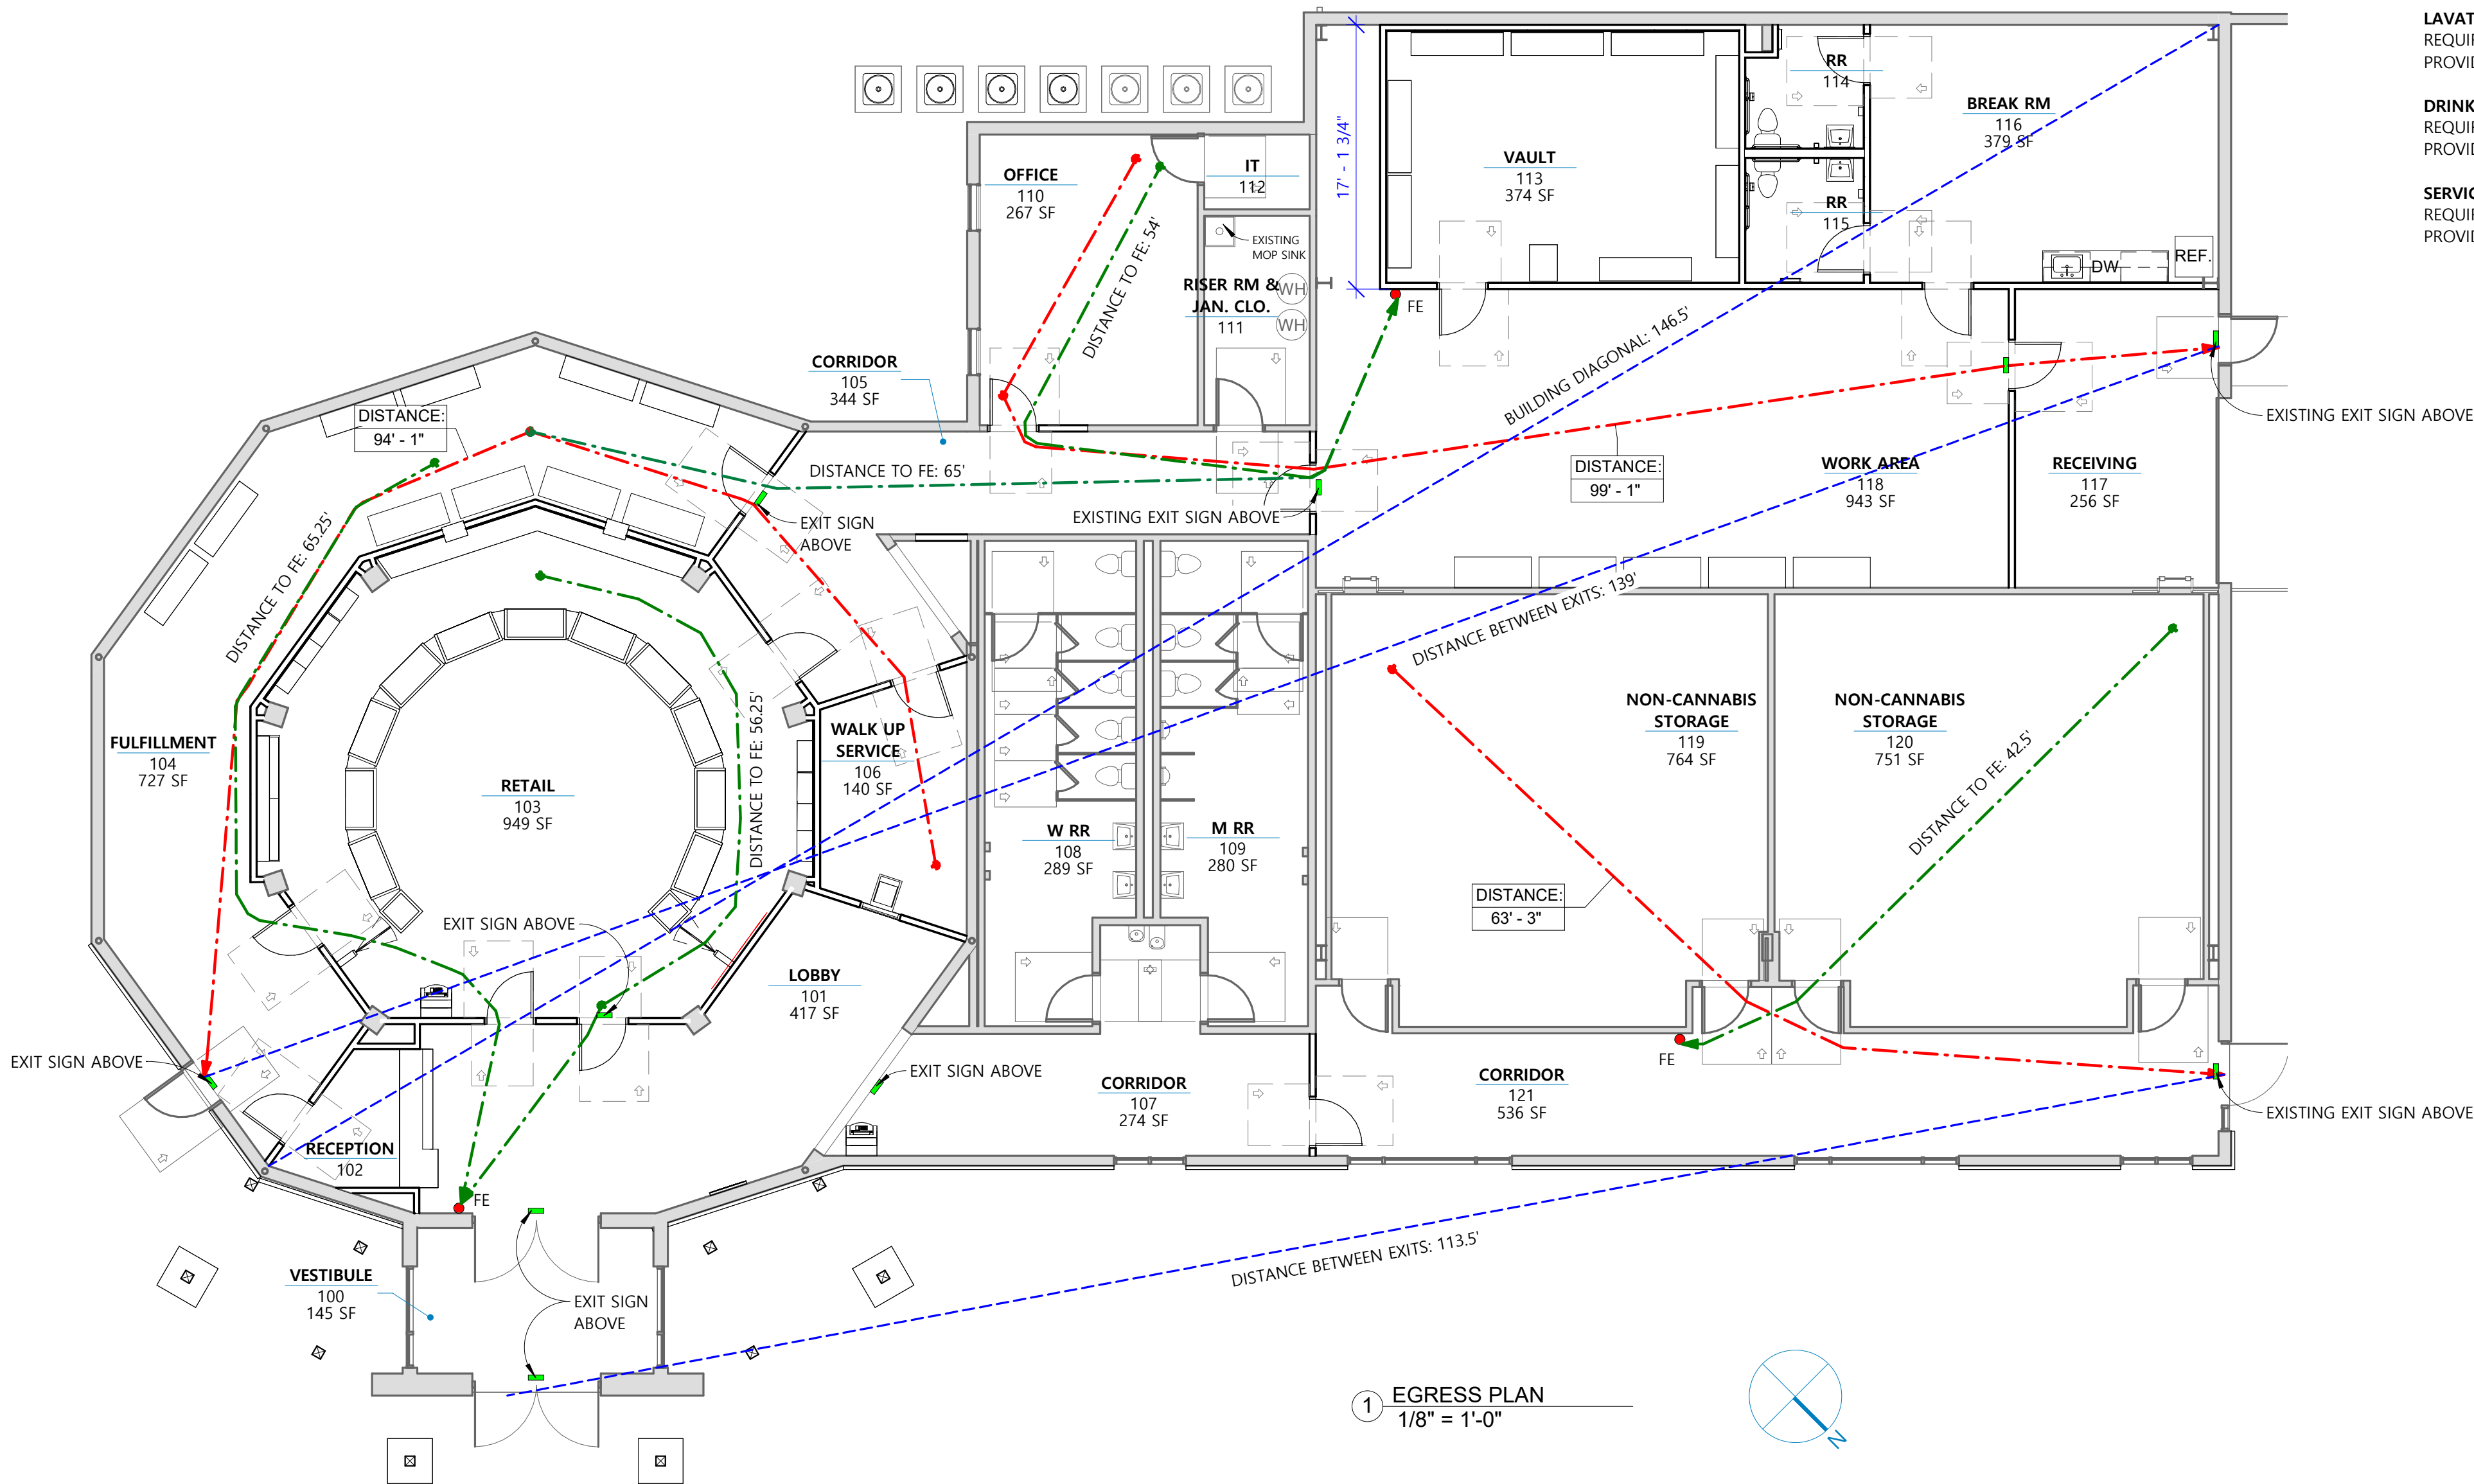 LAVAT
REQUI
PROVI
DRINK
REQUI
PROVI
SERVI
REQUI
PROVI
RR
114
BREAK RM
116
379 SF
17' - 1 3/4"
VAULT
113
374 SF
OFFICE
110
267 SF
IT
112
RR
115
EXISTING
MOP SINK
DW
REF.
RISER RM &
JAN. CLO.
111
WH
WH
DISTANCE TO FE: 54'
FE
BUILDING DIAGONAL: 146.5'
CORRIDOR
105
344 SF
DISTANCE:
94' - 1"
EXISTING EXIT SIGN ABOVE
DISTANCE TO FE: 65'
DISTANCE:
99' - 1"
WORK AREA
118
943 SF
RECEIVING
117
256 SF
EXISTING EXIT SIGN ABOVE
EXIT SIGN
ABOVE
DISTANCE TO FE: 65.25'
DISTANCE BETWEEN EXITS: 139'
NON-CANNABIS
STORAGE
119
764 SF
NON-CANNABIS
STORAGE
120
751 SF
FULFILLMENT
104
727 SF
WALK UP
SERVICE
106
140 SF
DISTANCE TO FE: 56.25'
RETAIL
103
949 SF
DISTANCE TO FE: 42.5'
W RR
108
289 SF
M RR
109
280 SF
DISTANCE:
63' - 3"
EXIT SIGN ABOVE
LOBBY
101
417 SF
EXIT SIGN ABOVE
EXIT SIGN ABOVE
FE
CORRIDOR
107
274 SF
CORRIDOR
121
536 SF
EXISTING EXIT SIGN ABOVE
RECEPTION
102
FE
DISTANCE BETWEEN EXITS: 113.5'
VESTIBULE
100
145 SF
EXIT SIGN
ABOVE
1 EGRESS PLAN
1/8" = 1'-0"
N